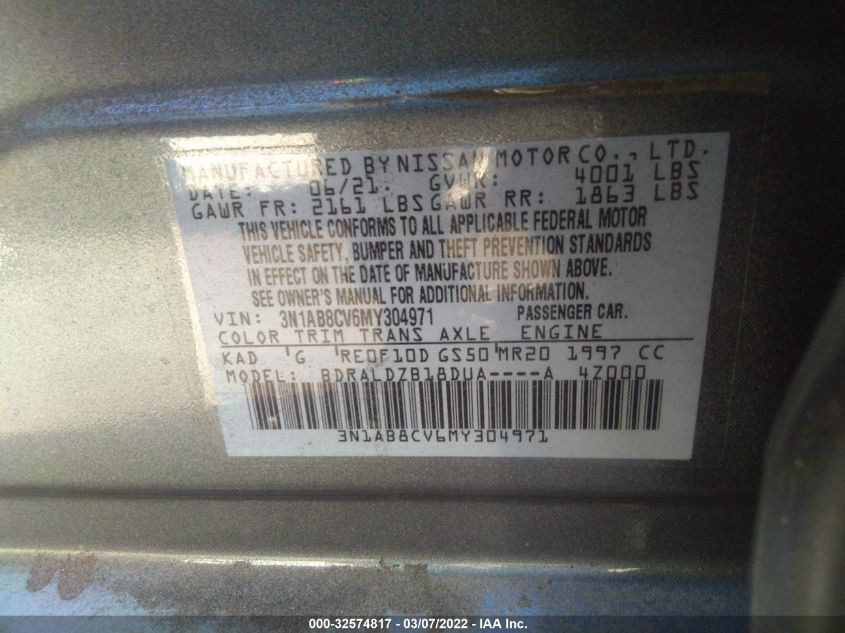 MANUFACTURED BY NISSAN MOTOR CO., LTD.
DATE: 06/21. GVWR: 4001 LBS
GAWR FR: 2161 LBS GAWR RR: 1863 LBS
THIS VEHICLE CONFORMS TO ALL APPLICABLE FEDERAL MOTOR
VEHICLE SAFETY, BUMPER AND THEFT PREVENTION STANDARDS
IN EFFECT ON THE DATE OF MANUFACTURE SHOWN ABOVE.
SEE OWNER'S MANUAL FOR ADDITIONAL INFORMATION.
VIN: 3N1AB8CV6MY304971 PASSENGER CAR.
COLOR TRIM TRANS AXLE ENGINE
KAD 'G 'RE0F10D GS50'MR20 1997 CC
MODEL: BDRALDZB18DUA----A 4Z000
3N1AB8CV6MY304971
000-32574817 - 03/07/2022 - IAA Inc.